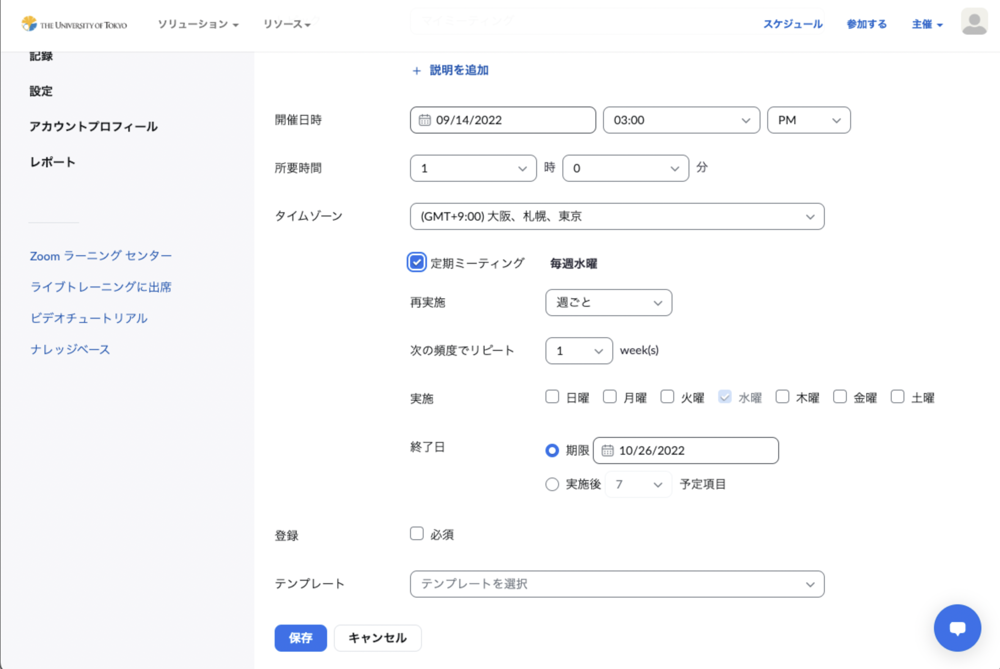 THE UNIVERSITY OF TOKYO ソリューション リソース スケジュール 参加する 主催
マイミーティング
記録
設定
アカウントプロフィール
レポート
Zoom ラーニング センター
ライブトレーニングに出席
ビデオチュートリアル
ナレッジベース
+ 説明を追加
開催日時 09/14/2022 03:00 PM
所要時間 1 時 0 分
タイムゾーン (GMT+9:00) 大阪、札幌、東京
定期ミーティング 毎週水曜
再実施 週ごと
次の頻度でリピート 1 week(s)
実施 日曜 月曜 火曜 水曜 木曜 金曜 土曜
終了日 期限 10/26/2022
実施後 7 予定項目
登録 必須
テンプレート テンプレートを選択
保存 キャンセル